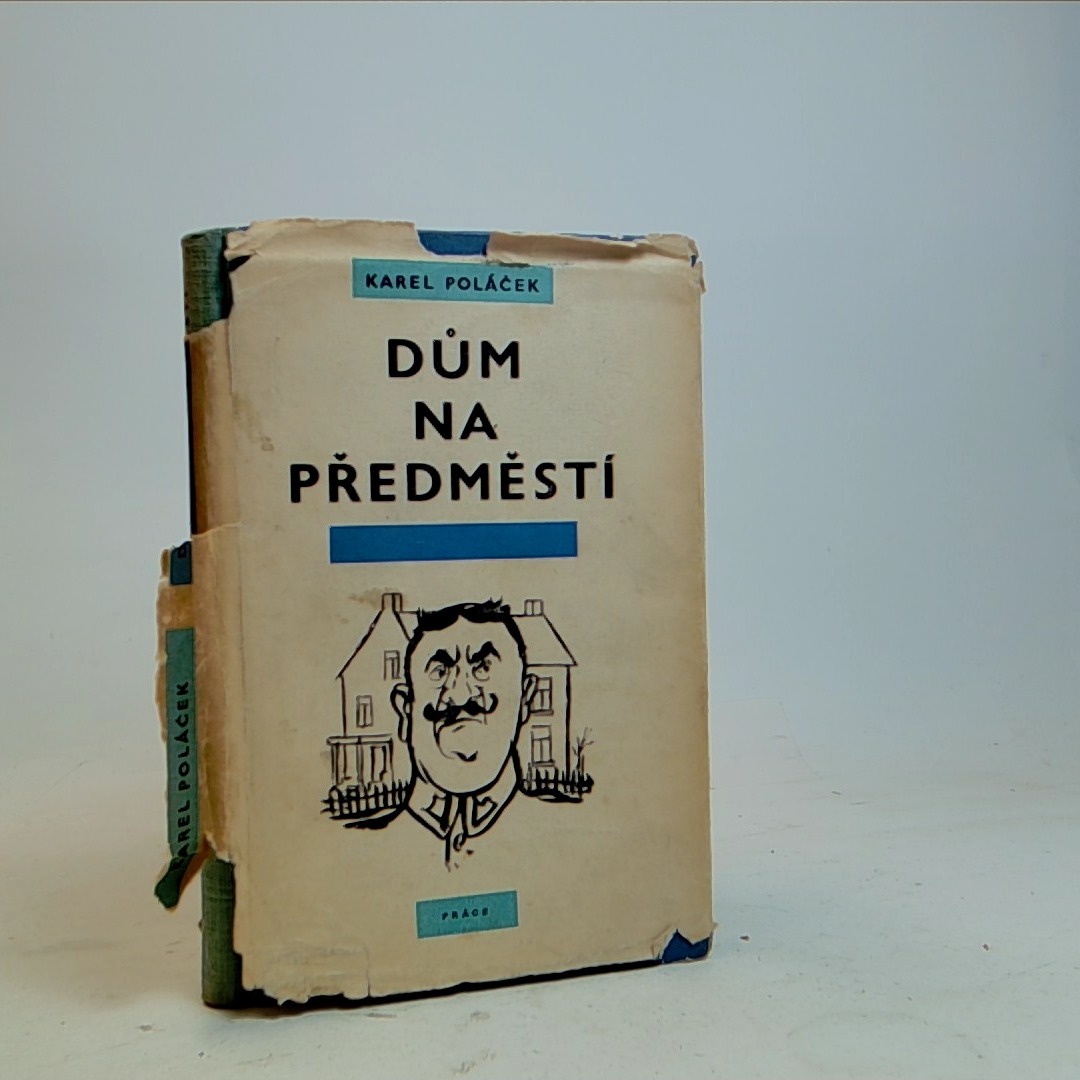 KAREL POLÁČEK
DŮM
NA
PŘEDMĚSTÍ
PRÁCE
KAREL POLÁČEK